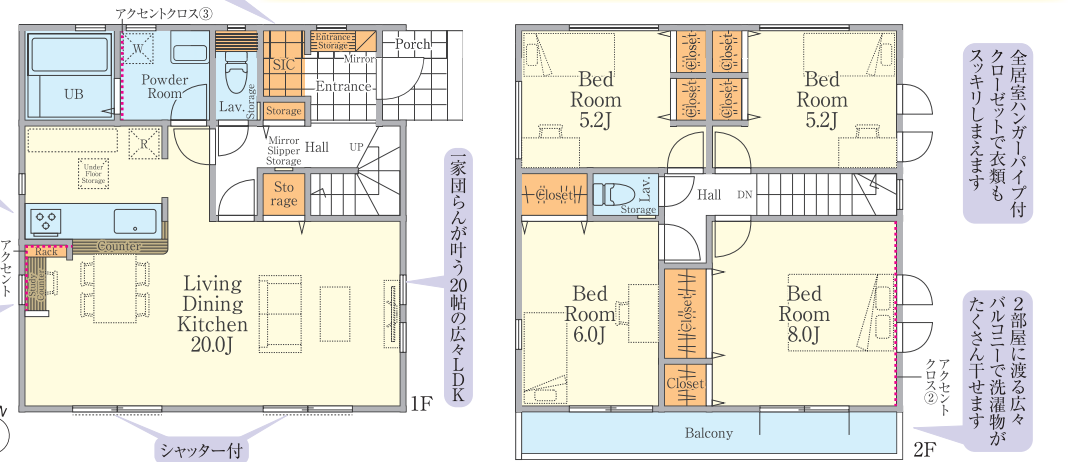 アクセントクロス③
UB
W
Powder
Room
Lav.
Storage
SIC
Entrance
Storage
Mirror
Porch
Entrance
Storage
R
Under
Floor
Storage
Mirror
Slipper
Storage
Hall
UP
Sto
rage
Counter
Rack
Study
Counter
アクセント
Living
Dining
Kitchen
20.0J
一家団らんが叶う20帖の広々LDK
1F
シャッター付
Bed
Room
5.2J
Closet
Closet
Closet
Closet
Bed
Room
5.2J
Closet
Lav.
Storage
Hall
DN
Bed
Room
6.0J
Closet
Closet
Bed
Room
8.0J
アクセント
クロス②
Balcony
2F
全居室ハンガーパイプ付
クローゼットで衣類も
スッキリしまえます
2部屋に渡る広々
バルコニーで洗濯物が
たくさん干せます